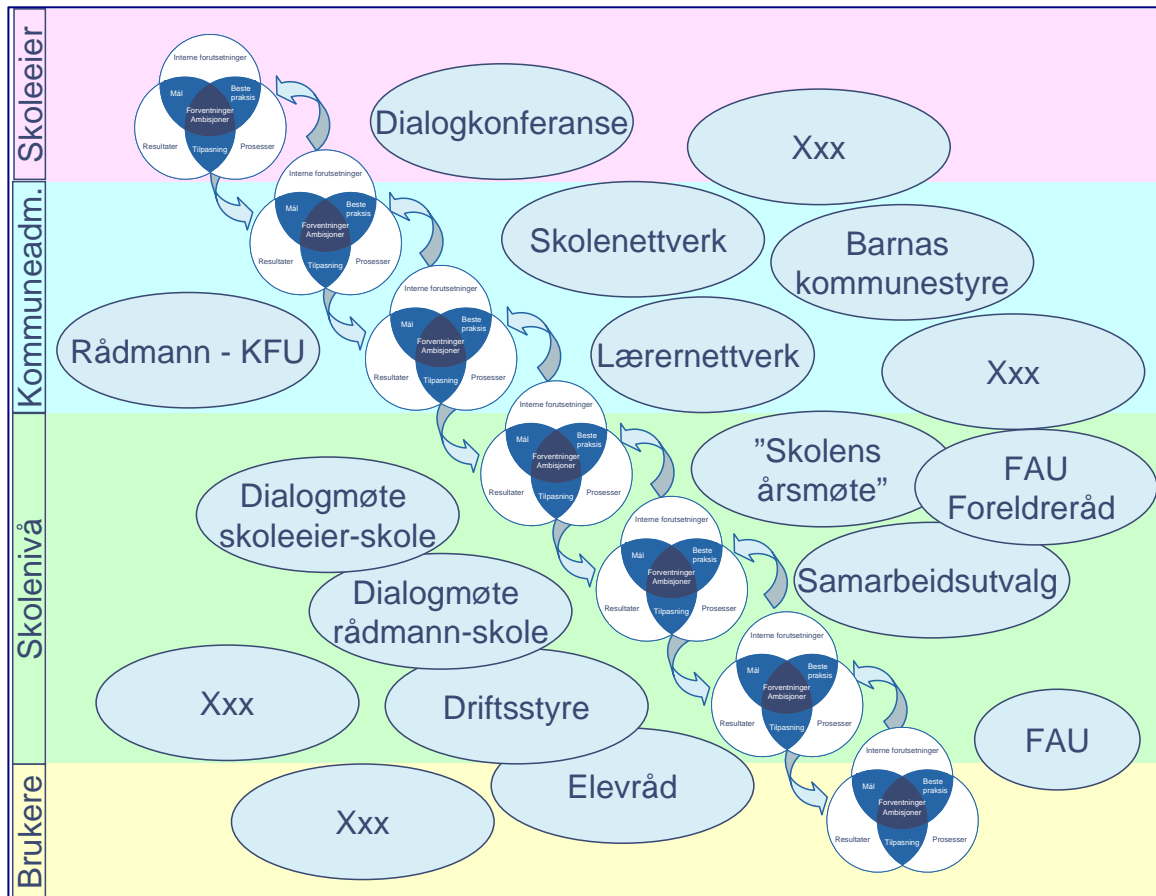 Skoleeier
Interne forutsetninger
Mål
Beste
praksis
Forventninger
Ambisjoner
Resultater
Tilpasning
Prosesser
Dialogkonferanse
Xxx
Kommuneadm.
Interne forutsetninger
Mål
Beste
praksis
Forventninger
Ambisjoner
Resultater
Tilpasning
Prosesser
Skolenettverk
Barnas
kommunestyre
Rådmann - KFU
Interne forutsetninger
Mål
Beste
praksis
Forventninger
Ambisjoner
Resultater
Tilpasning
Prosesser
Lærernettverk
Xxx
Skolenivå
Interne forutsetninger
Mål
Beste
praksis
Forventninger
Ambisjoner
Resultater
Tilpasning
Prosesser
”Skolens
årsmøte”
FAU
Foreldreråd
Dialogmøte
skoleeier-skole
Interne forutsetninger
Mål
Beste
praksis
Forventninger
Ambisjoner
Resultater
Tilpasning
Prosesser
Samarbeidsutvalg
Dialogmøte
rådmann-skole
Interne forutsetninger
Mål
Beste
praksis
Forventninger
Ambisjoner
Resultater
Tilpasning
Prosesser
Xxx
Driftsstyre
FAU
Brukere
Interne forutsetninger
Mål
Beste
praksis
Forventninger
Ambisjoner
Resultater
Tilpasning
Prosesser
Elevråd
Xxx